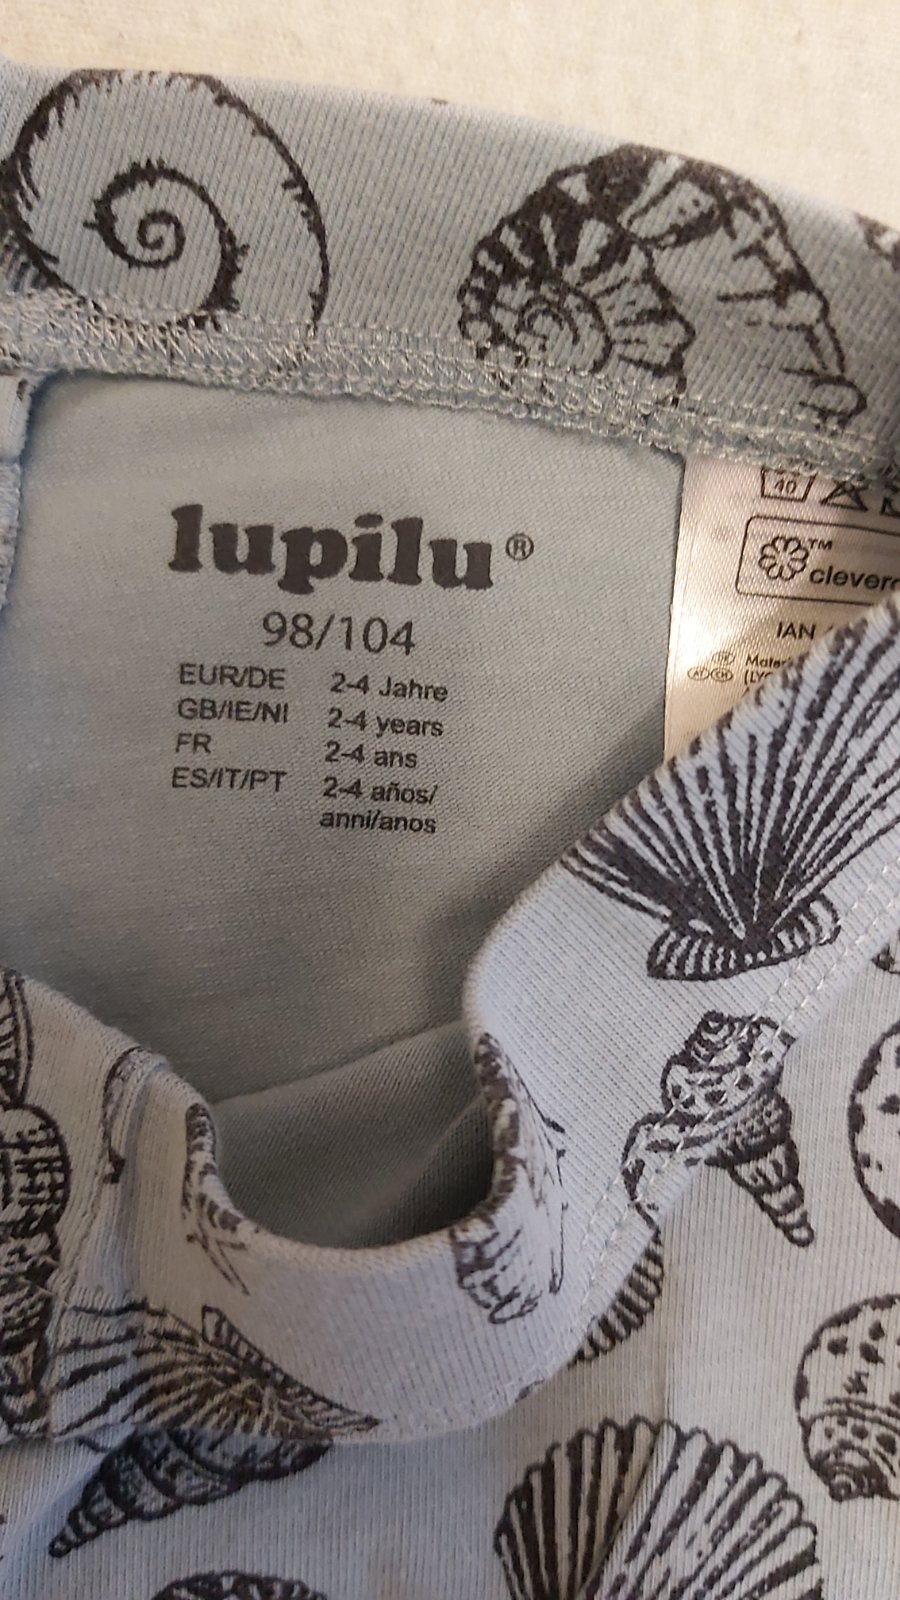 lupilu®
98/104
EUR/DE 2-4 Jahre
GB/IE/NI 2-4 years
FR 2-4 ans
ES/IT/PT 2-4 años/
anni/anos
40
™
IAN